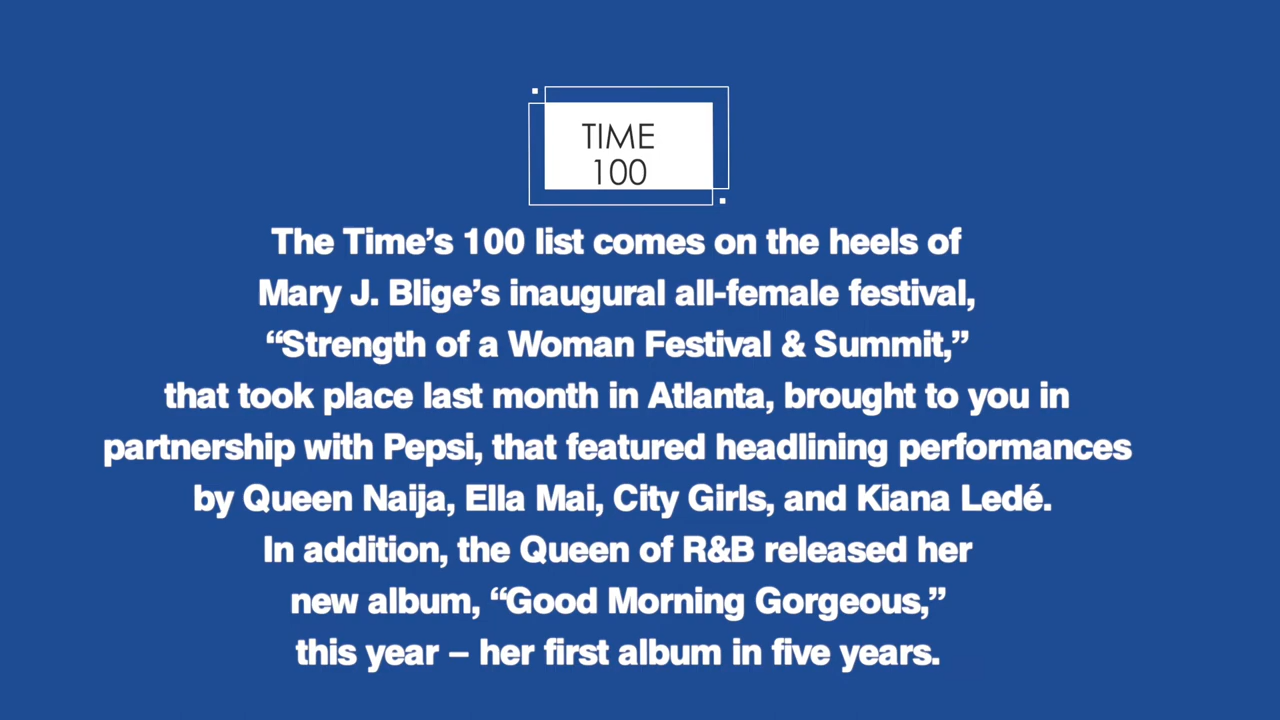 TIME
100
The Time’s 100 list comes on the heels of
Mary J. Blige’s inaugural all-female festival,
“Strength of a Woman Festival & Summit,”
that took place last month in Atlanta, brought to you in
partnership with Pepsi, that featured headlining performances
by Queen Naija, Ella Mai, City Girls, and Kiana Ledé.
In addition, the Queen of R&B released her
new album, “Good Morning Gorgeous,”
this year – her first album in five years.